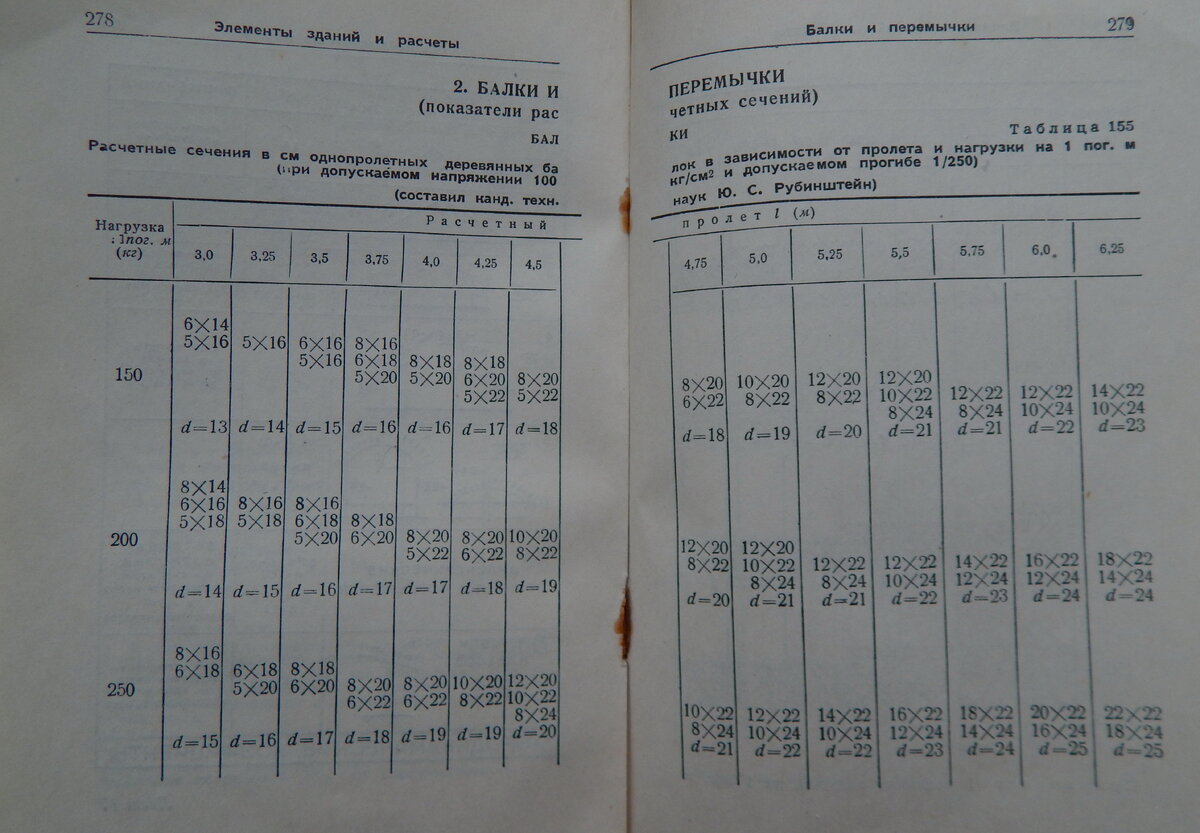 278
Элементы зданий и расчеты
2. БАЛКИ И
(показатели рас
БАЛ
Расчетные сечения в см однопролетных деревянных ба
(при допускаемом напряжении 100
(составил канд. техн.
Нагрузка
1 пог. м
(кг)
Расчетный
3,0 3,25 3,5 3,75 4,0 4,25 4,5
6×14
5×16 5×16 6×16 8×16
5×16 6×18 8×18 8×18
150 5×20 5×20 6×20 8×20
5×22 5×22
d=13 d=14 d=15 d=16 d=16 d=17 d=18
8×14
6×16 8×16 8×16
5×18 5×18 6×18 8×18
200 5×20 6×20 8×20 8×20 10×20
5×22 6×22 8×22
d=14 d=15 d=16 d=17 d=17 d=18 d=19
8×16
6×18 6×18 8×18
250 5×20 6×20 8×20 8×20 10×20 12×20
6×22 6×22 8×22 10×22
8×24
d=15 d=16 d=17 d=18 d=19 d=19 d=20
Балки и перемычки
279
ПЕРЕМЫЧКИ
четных сечений)
КИ
Таблица 155
лок в зависимости от пролета и нагрузки на 1 пог. м
кг/см² и допускаемом прогибе 1/250)
наук Ю. С. Рубинштейн)
пролет l (м)
4,75 5,0 5,25 5,5 5,75 6,0 6,25
8×20 10×20 12×20 12×20
6×22 8×22 8×22 10×22 12×22 12×22 14×22
8×24 8×24 10×24 10×24
d=18 d=19 d=20 d=21 d=21 d=22 d=23
12×20 12×20
8×22 10×22 12×22 12×22 14×22 16×22 18×22
8×24 8×24 10×24 12×24 12×24 14×24
d=20 d=21 d=21 d=22 d=23 d=24 d=24
10×22 12×22 14×22 16×22 18×22 20×22 22×22
8×24 10×24 10×24 12×24 14×24 16×24 18×24
d=21 d=22 d=22 d=23 d=24 d=25 d=25